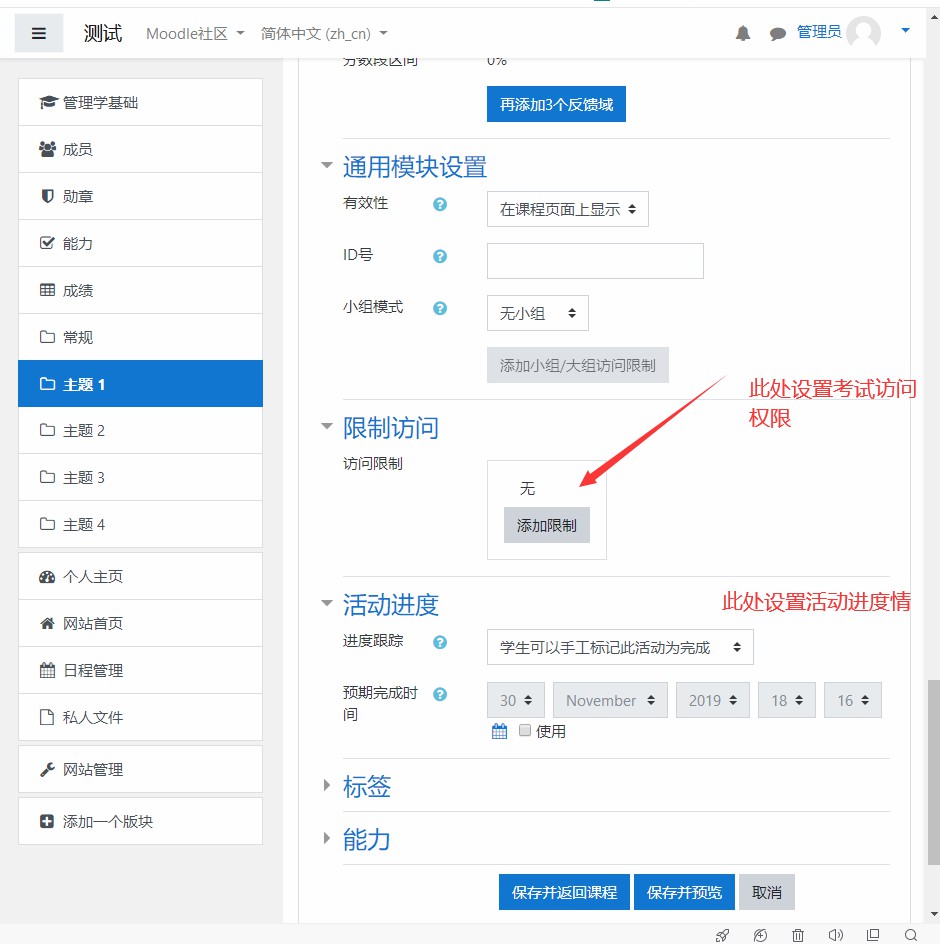 测试 Moodle社区 简体中文 (zh_cn) 管理员
管理学基础
成员
勋章
能力
成绩
常规
主题 1
主题 2
主题 3
主题 4
个人主页
网站首页
日程管理
私人文件
网站管理
添加一个版块
分数段区间 0%
再添加3个反馈域
通用模块设置
有效性 ? 在课程页面上显示
ID号 ?
小组模式 ? 无小组
添加小组/大组访问限制
此处设置考试访问
权限
限制访问
访问限制
无
添加限制
活动进度
此处设置活动进度情
进度跟踪 ? 学生可以手工标记此活动为完成
预期完成时 ? 30 November 2019 18 16
间
使用
标签
能力
保存并返回课程 保存并预览 取消